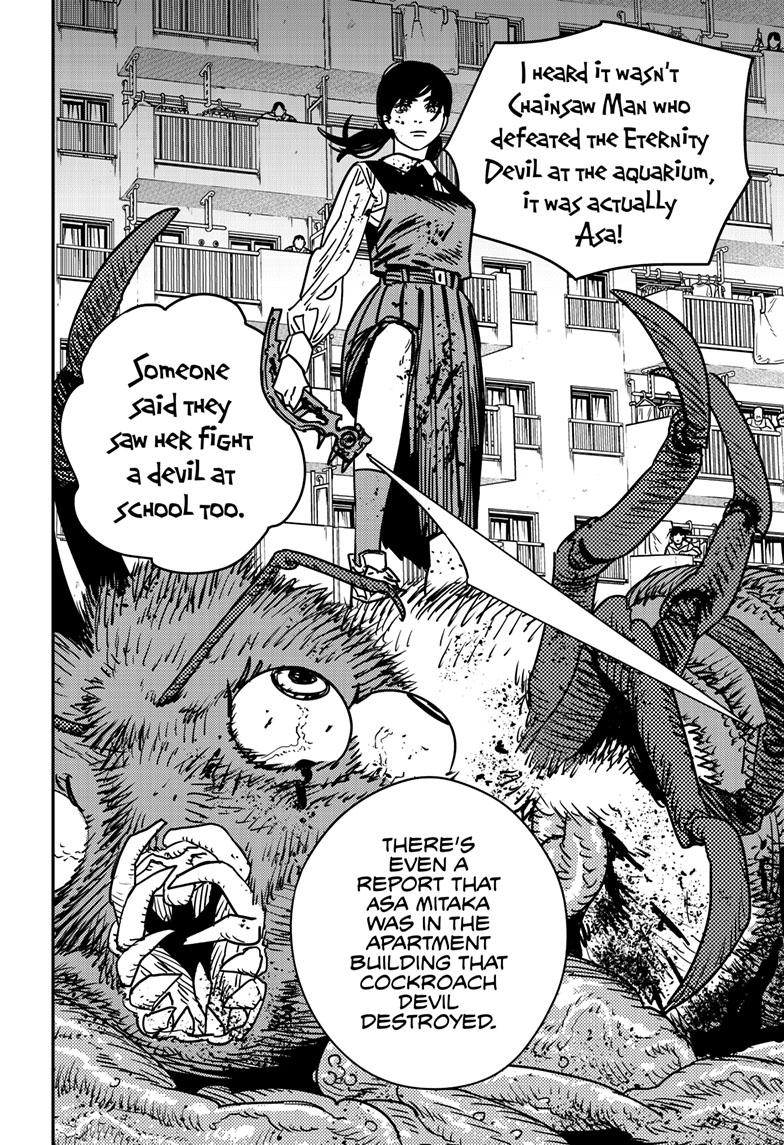 I HEARD IT WASN'T
CHAINSAW MAN WHO
DEFEATED THE ETERNITY
DEVIL AT THE AQUARIUM,
IT WAS ACTUALLY
ASA!
SOMEONE
SAID THEY
SAW HER FIGHT
A DEVIL AT
SCHOOL TOO.
THERE'S
EVEN A
REPORT THAT
ASA MITAKA
WAS IN THE
APARTMENT
BUILDING THAT
COCKROACH
DEVIL
DESTROYED.